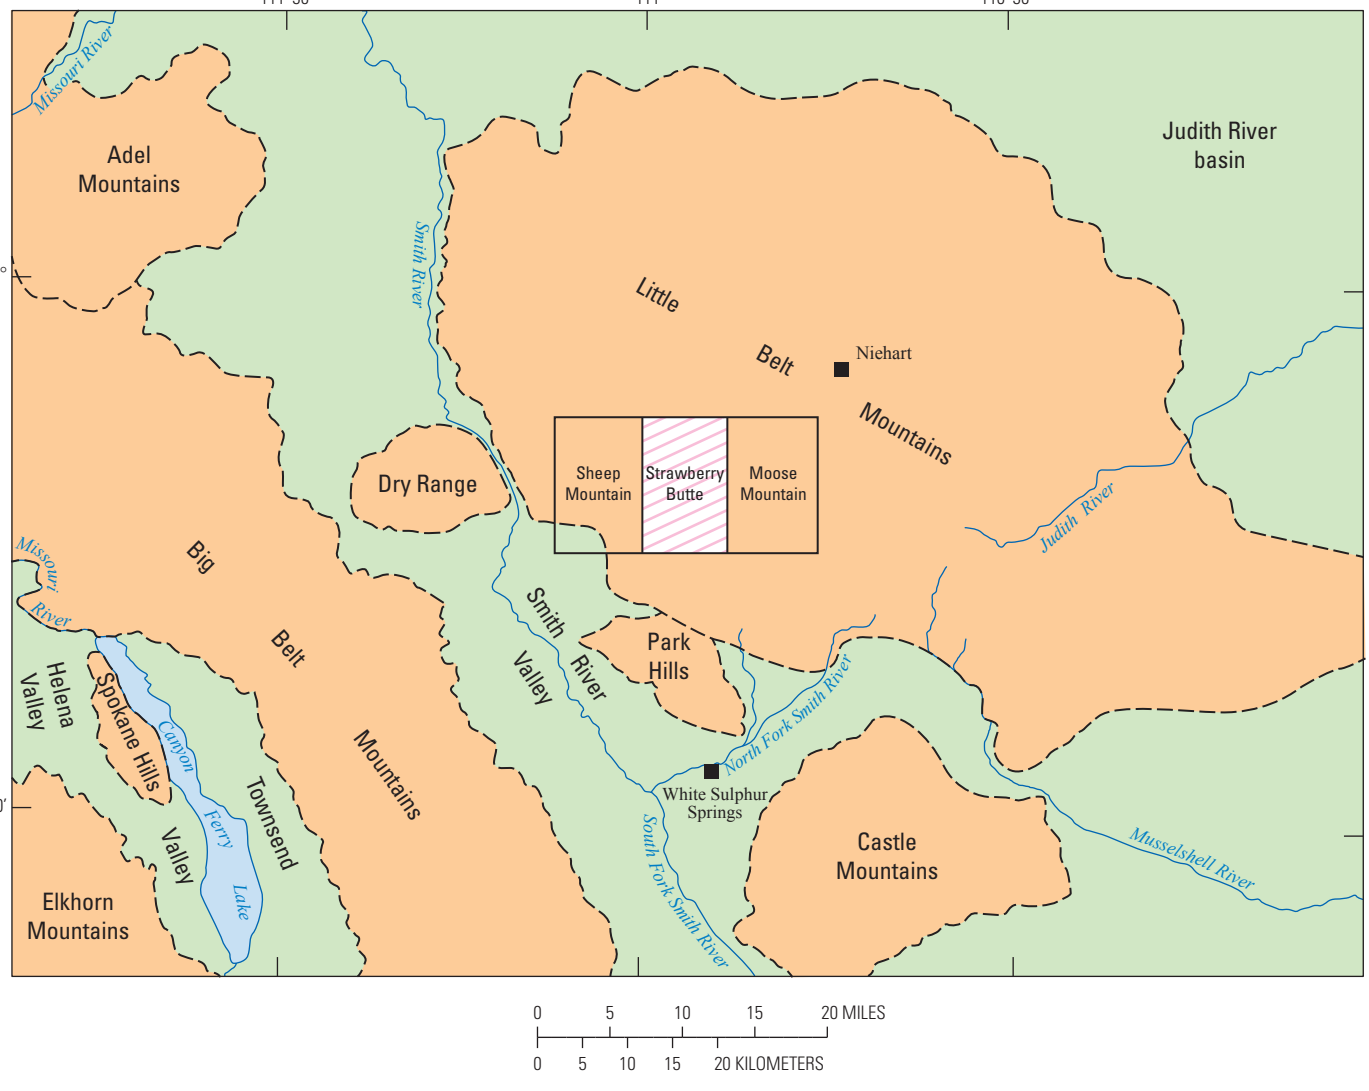 Missouri River
Adel
Mountains
Judith River
basin
Smith River
Little
Belt
Mountains
Niehart
Dry Range
Sheep
Mountain
Strawberry
Butte
Moose
Mountain
Judith River
Big
Belt
Mountains
Missouri
River
Smith
River
Valley
Park
Hills
Helena
Valley
Spokane Hills
Canyon
Ferry
Lake
Townsend
Valley
North Fork Smith River
White Sulphur
Springs
South Fork Smith River
Castle
Mountains
Musselshell River
Elkhorn
Mountains
0 5 10 15 20 MILES
0 5 10 15 20 KILOMETERS